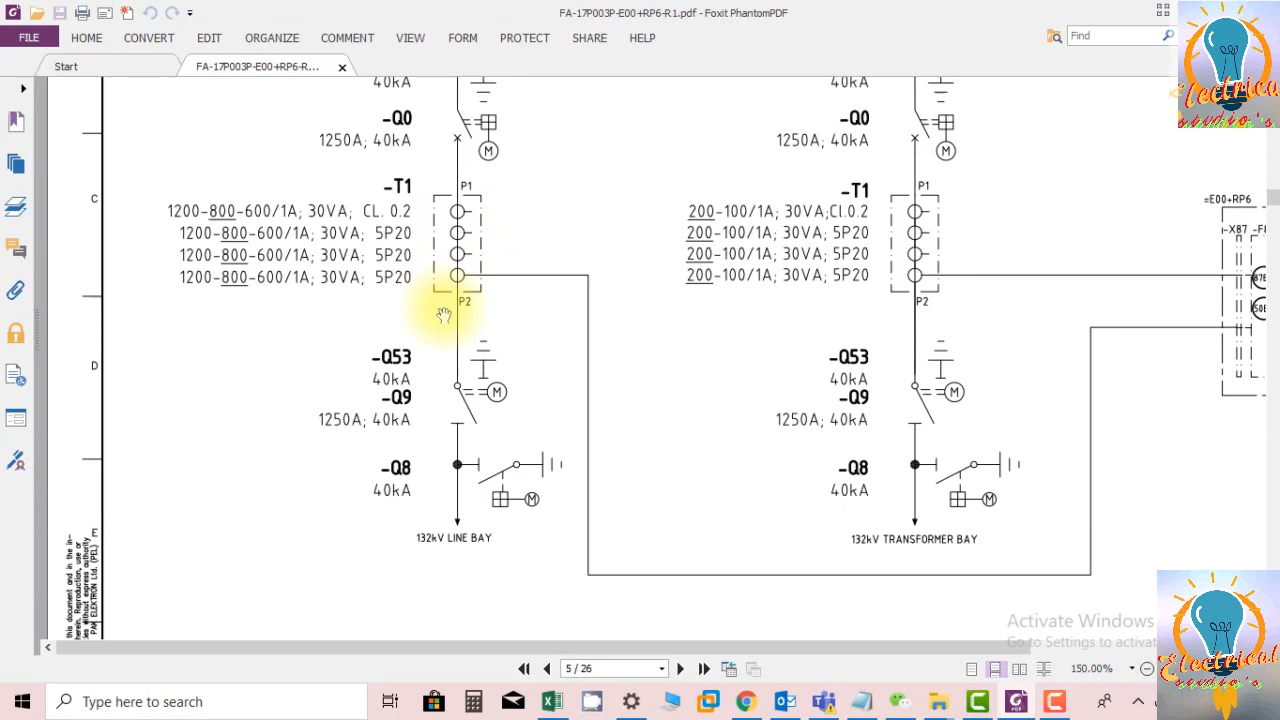 FA-17P003P-E00+RP6-R1.pdf - Foxit PhantomPDF
FILE HOME CONVERT EDIT ORGANIZE COMMENT VIEW FORM PROTECT SHARE HELP
Find
Start
FA-17P003P-E00+RP6-R...
40kA
40kA
-Q0
1250A; 40kA
M
-Q0
1250A; 40kA
M
-T1
P1
1200-800-600/1A; 30VA; CL. 0.2
1200-800-600/1A; 30VA; 5P20
1200-800-600/1A; 30VA; 5P20
1200-800-600/1A; 30VA; 5P20
P2
-T1
P1
200-100/1A; 30VA;Cl.0.2
200-100/1A; 30VA; 5P20
200-100/1A; 30VA; 5P20
200-100/1A; 30VA; 5P20
P2
=E00+RP6
-X87
C
D
E
-Q53
40kA
-Q9
1250A; 40kA
M
-Q8
40kA
M
132kV LINE BAY
-Q53
40kA
-Q9
1250A; 40kA
M
-Q8
40kA
M
132kV TRANSFORMER BAY
this document and in the in-
herein. Reproduction, use or
PAN ELEKTRON Ltd. (PEL)
Electrical
studio's
Electrical
studio's
Activate Windows
Go to Settings to activat
5 / 26
150.00%
Type here to search